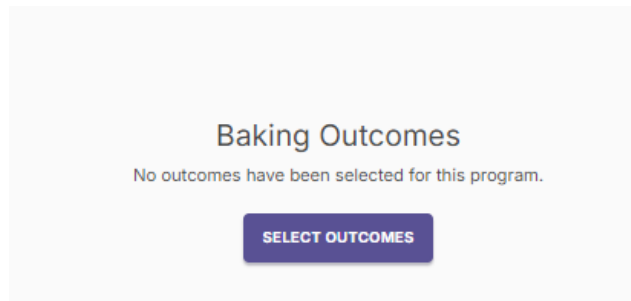 Baking Outcomes
No outcomes have been selected for this program.
SELECT OUTCOMES